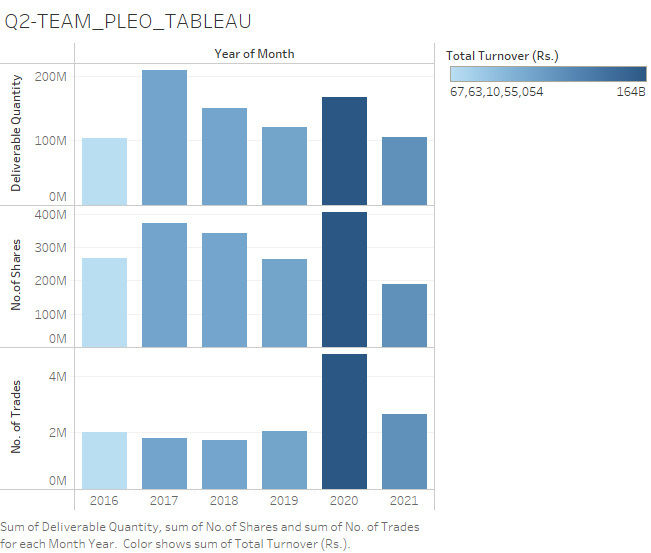 Q2-TEAM_PLEO_TABLEAU
Year of Month
Total Turnover (Rs.)
67,63,10,55,054 164B
Deliverable Quantity
200M
100M
0M
No.of Shares
400M
300M
200M
100M
0M
No. of Trades
4M
2M
0M
2016 2017 2018 2019 2020 2021
Sum of Deliverable Quantity, sum of No.of Shares and sum of No. of Trades
for each Month Year. Color shows sum of Total Turnover (Rs.).